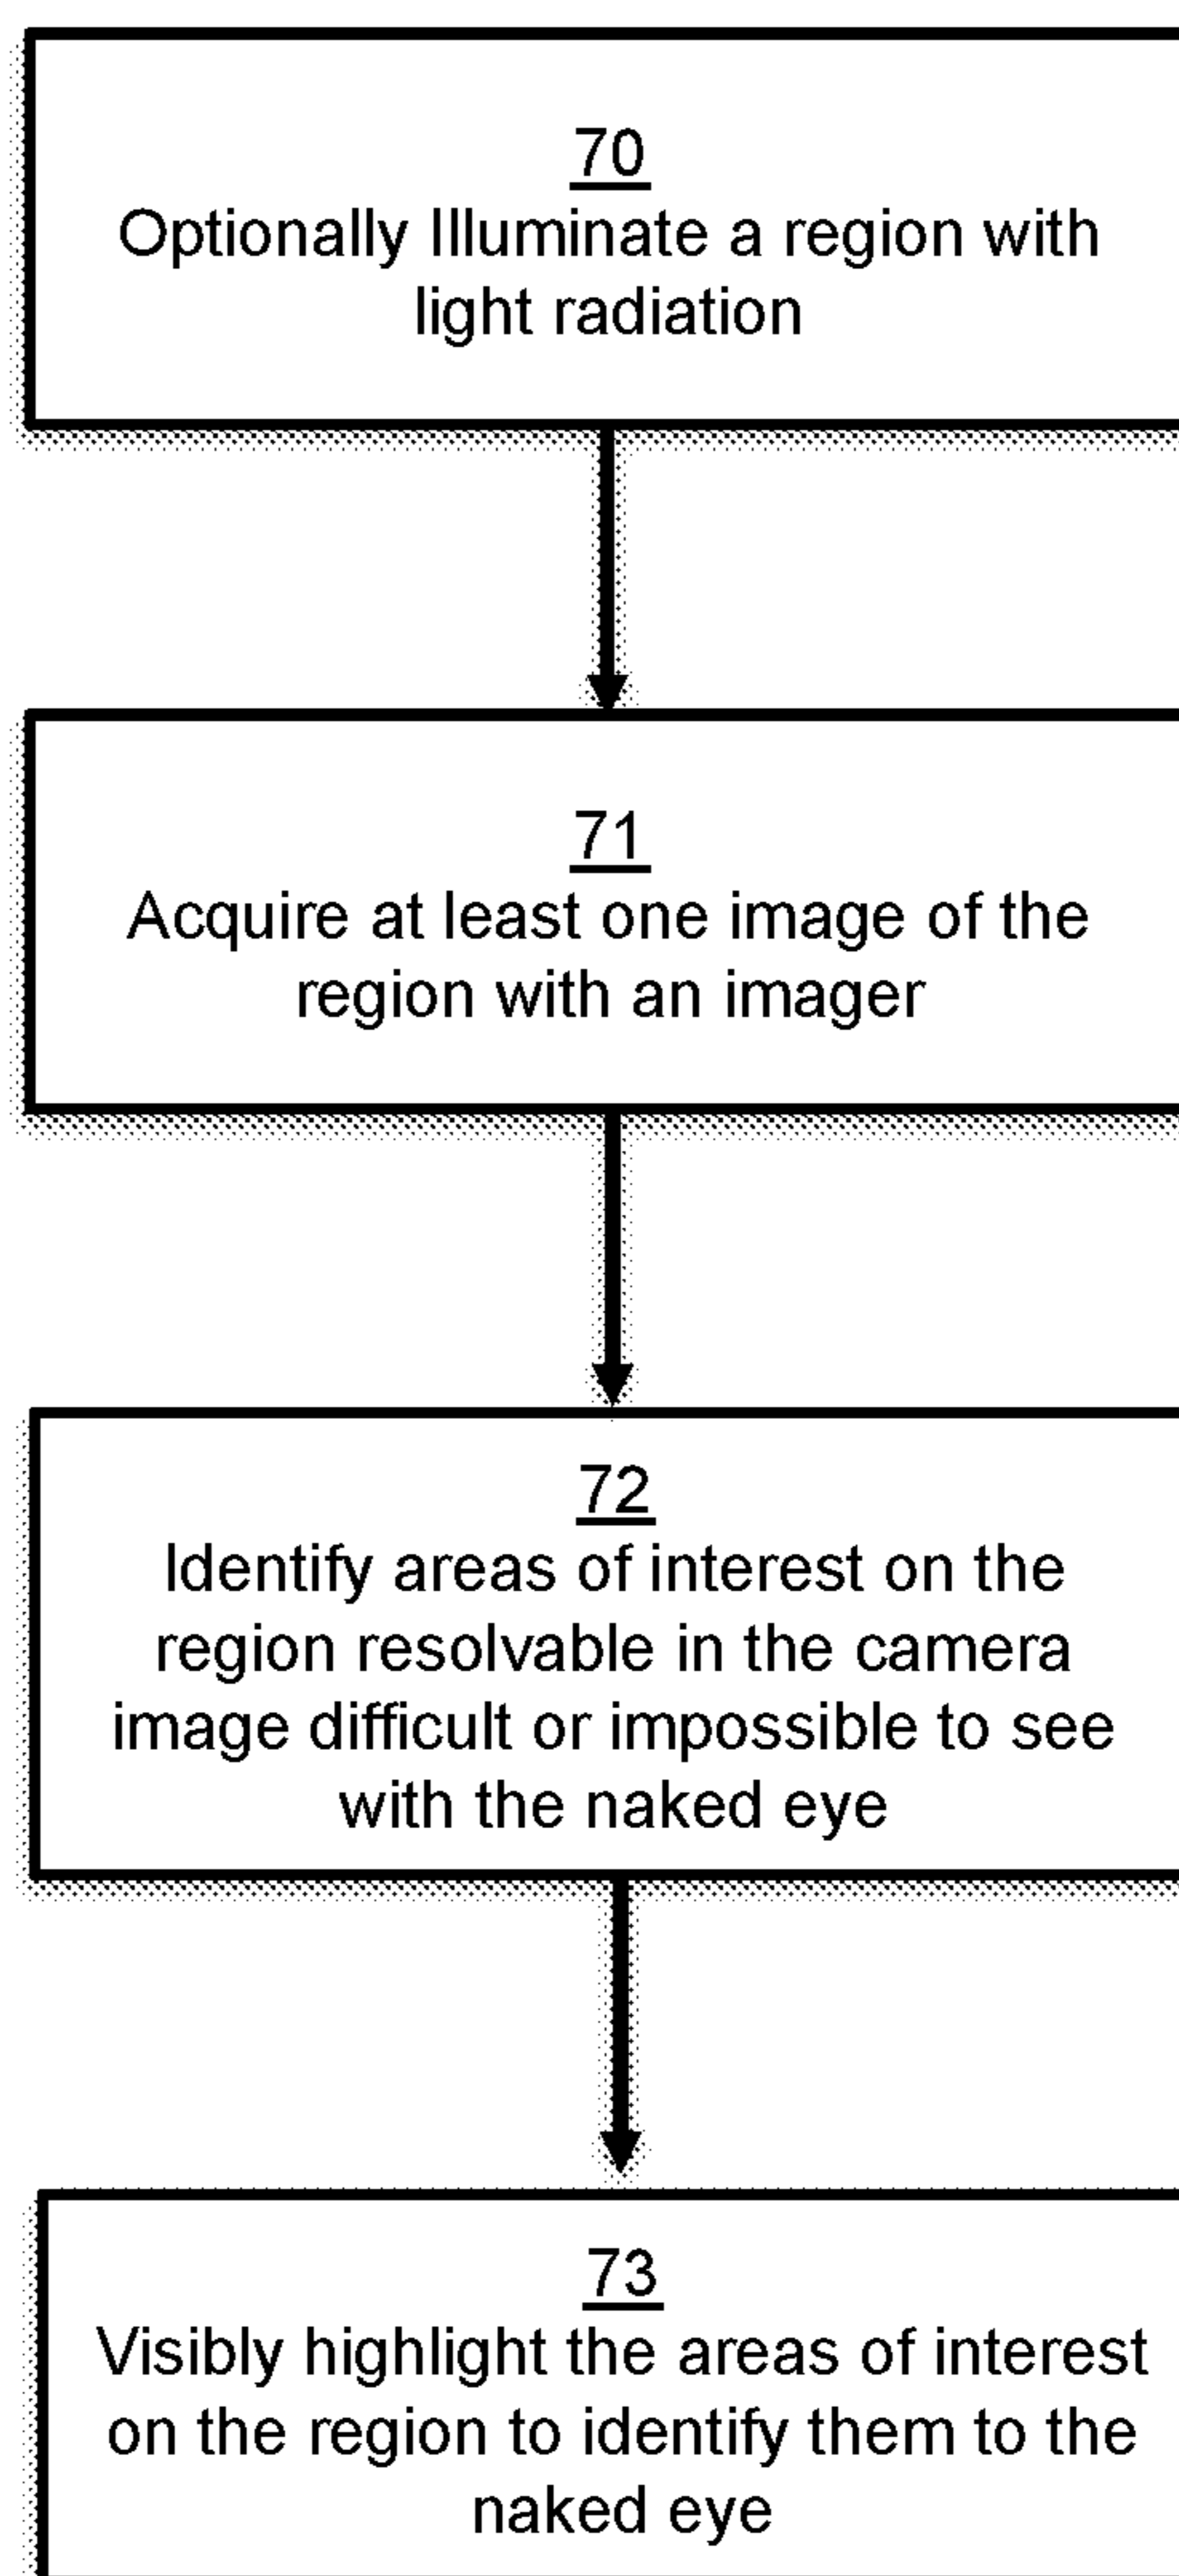 70
Optionally Illuminate a region with
light radiation
71
Acquire at least one image of the
region with an imager
72
Identify areas of interest on the
region resolvable in the camera
image difficult or impossible to see
with the naked eye
73
Visibly highlight the areas of interest
on the region to identify them to the
naked eye